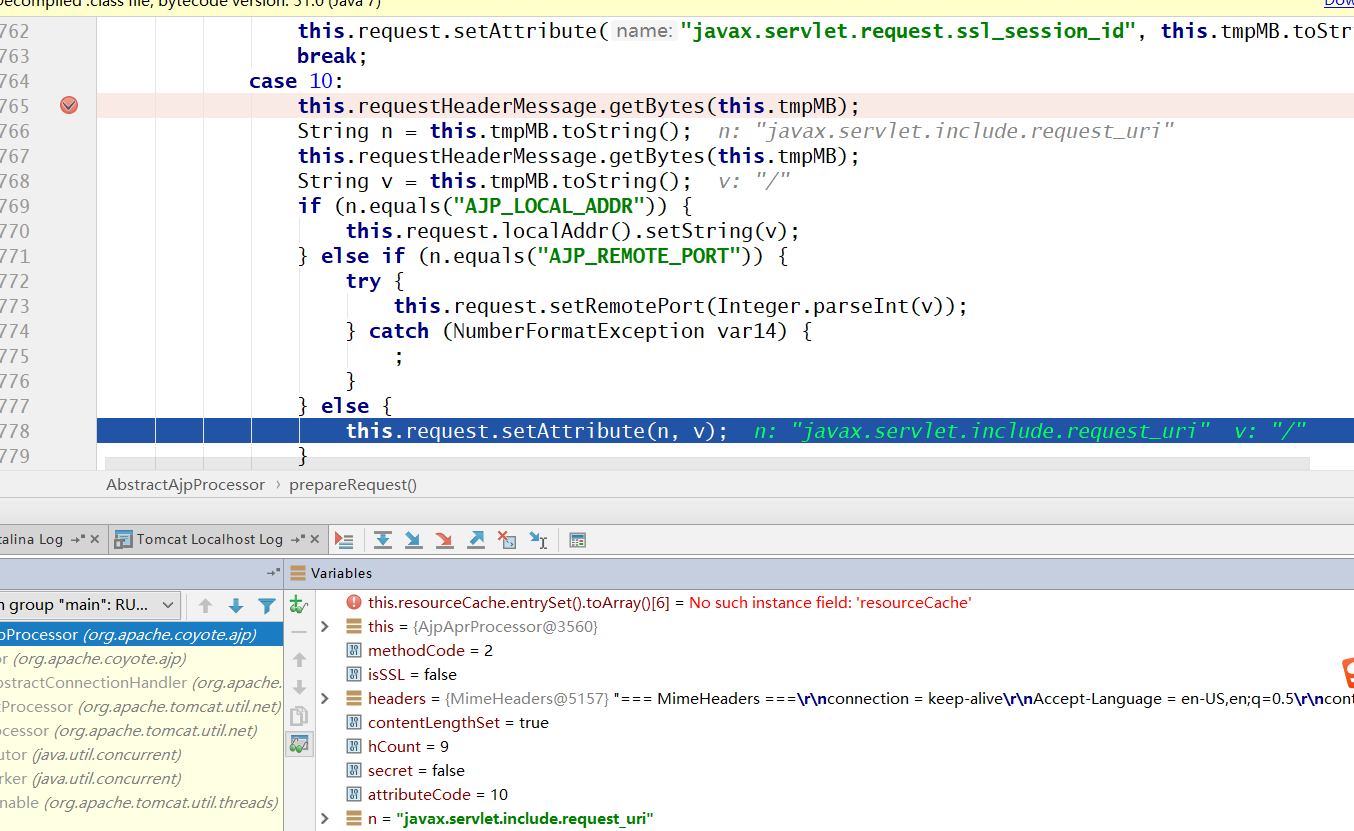 Decompiled .class file, bytecode version: 51.0 (Java 7)
762 this.request.setAttribute( name: "javax.servlet.request.ssl_session_id", this.tmpMB.toStr
763 break;
764 case 10:
765 this.requestHeaderMessage.getBytes(this.tmpMB);
766 String n = this.tmpMB.toString(); n: "javax.servlet.include.request_uri"
767 this.requestHeaderMessage.getBytes(this.tmpMB);
768 String v = this.tmpMB.toString(); v: "/"
769 if (n.equals("AJP_LOCAL_ADDR")) {
770 this.request.localAddr().setString(v);
771 } else if (n.equals("AJP_REMOTE_PORT")) {
772 try {
773 this.request.setRemotePort(Integer.parseInt(v));
774 } catch (NumberFormatException var14) {
775 ;
776 }
777 } else {
778 this.request.setAttribute(n, v); n: "javax.servlet.include.request_uri" v: "/"
779 }
AbstractAjpProcessor › prepareRequest()
talina Log Tomcat Localhost Log
Variables
n group "main": RU...
pProcessor (org.apache.coyote.ajp)
or (org.apache.coyote.ajp)
bstractConnectionHandler (org.apache.
tProcessor (org.apache.tomcat.util.net)
ocessor (org.apache.tomcat.util.net)
utor (java.util.concurrent)
rker (java.util.concurrent)
nable (org.apache.tomcat.util.threads)
this.resourceCache.entrySet().toArray()[6] = No such instance field: 'resourceCache'
this = {AjpAprProcessor@3560}
methodCode = 2
isSSL = false
headers = {MimeHeaders@5157} "=== MimeHeaders ===\r\nconnection = keep-alive\r\nAccept-Language = en-US,en;q=0.5\r\ncont
contentLengthSet = true
hCount = 9
secret = false
attributeCode = 10
n = "javax.servlet.include.request_uri"